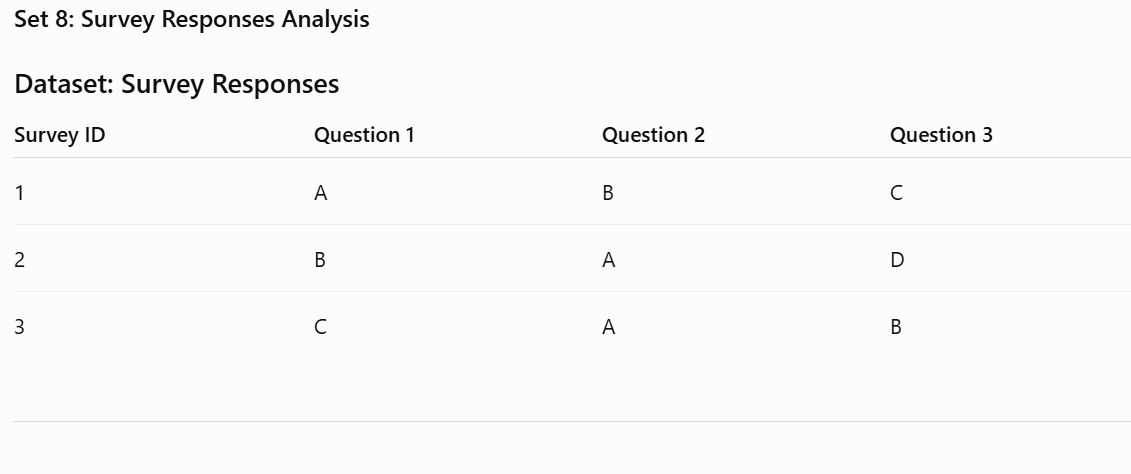 Set 8: Survey Responses Analysis
Dataset: Survey Responses
Survey ID Question 1 Question 2 Question 3
1 A B C
2 B A D
3 C A B